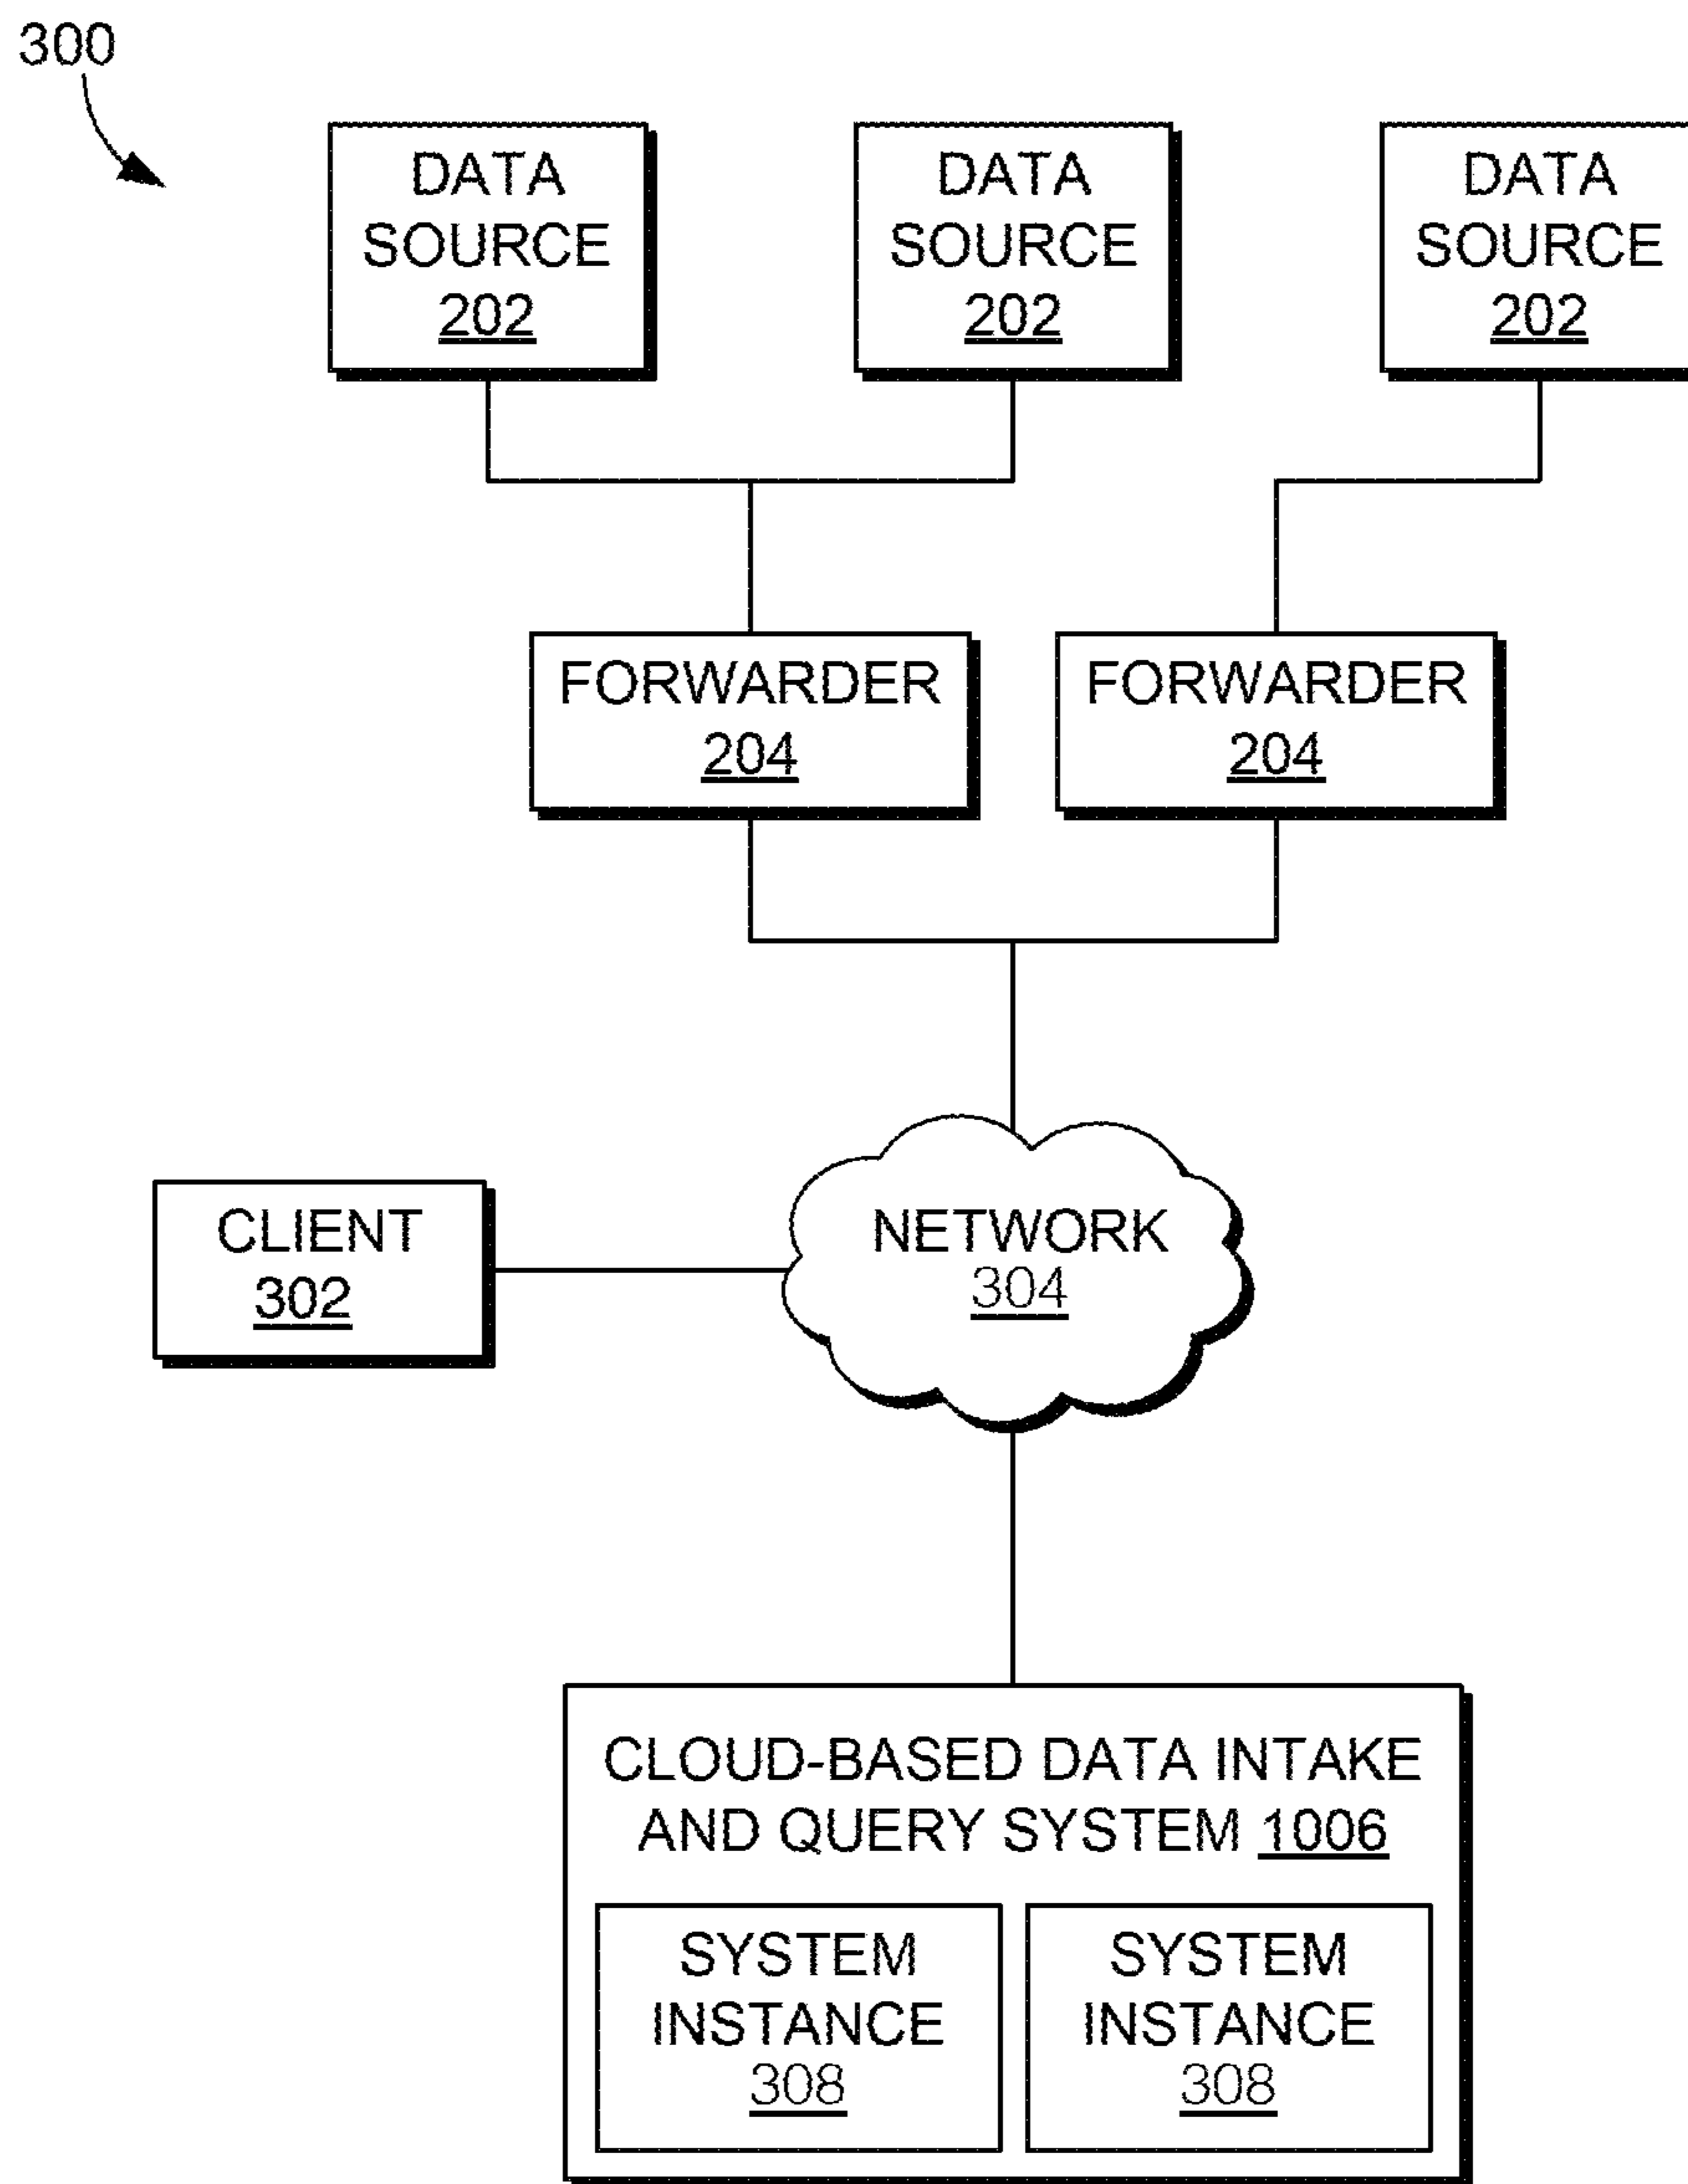 300
DATA
SOURCE
202
DATA
SOURCE
202
DATA
SOURCE
202
FORWARDER
204
FORWARDER
204
CLIENT
302
NETWORK
304
CLOUD-BASED DATA INTAKE
AND QUERY SYSTEM 1006
SYSTEM
INSTANCE
308
SYSTEM
INSTANCE
308